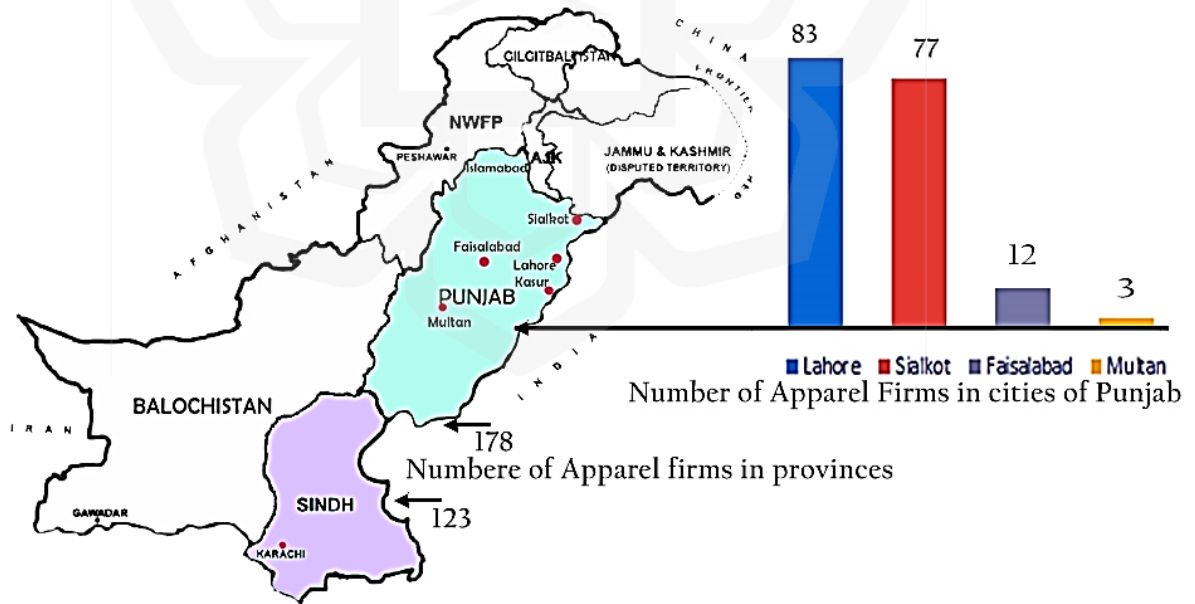 CHINA
FRONTIER
GILGITBALTISTAN
NWFP
PESHAWAR
AJK
JAMMU & KASHMIR
(DISPUTED TERRITORY)
Islamabad
AFGHANISTAN
Sialkot
Faisalabad
Lahore
Kasur
PUNJAB
Multan
INDIA
BALOCHISTAN
IRAN
178
Numbere of Apparel firms in provinces
SINDH
123
GAWADAR
KARACHI
83
77
12
3
Lahore Sialkot Faisalabad Multan
Number of Apparel Firms in cities of Punjab